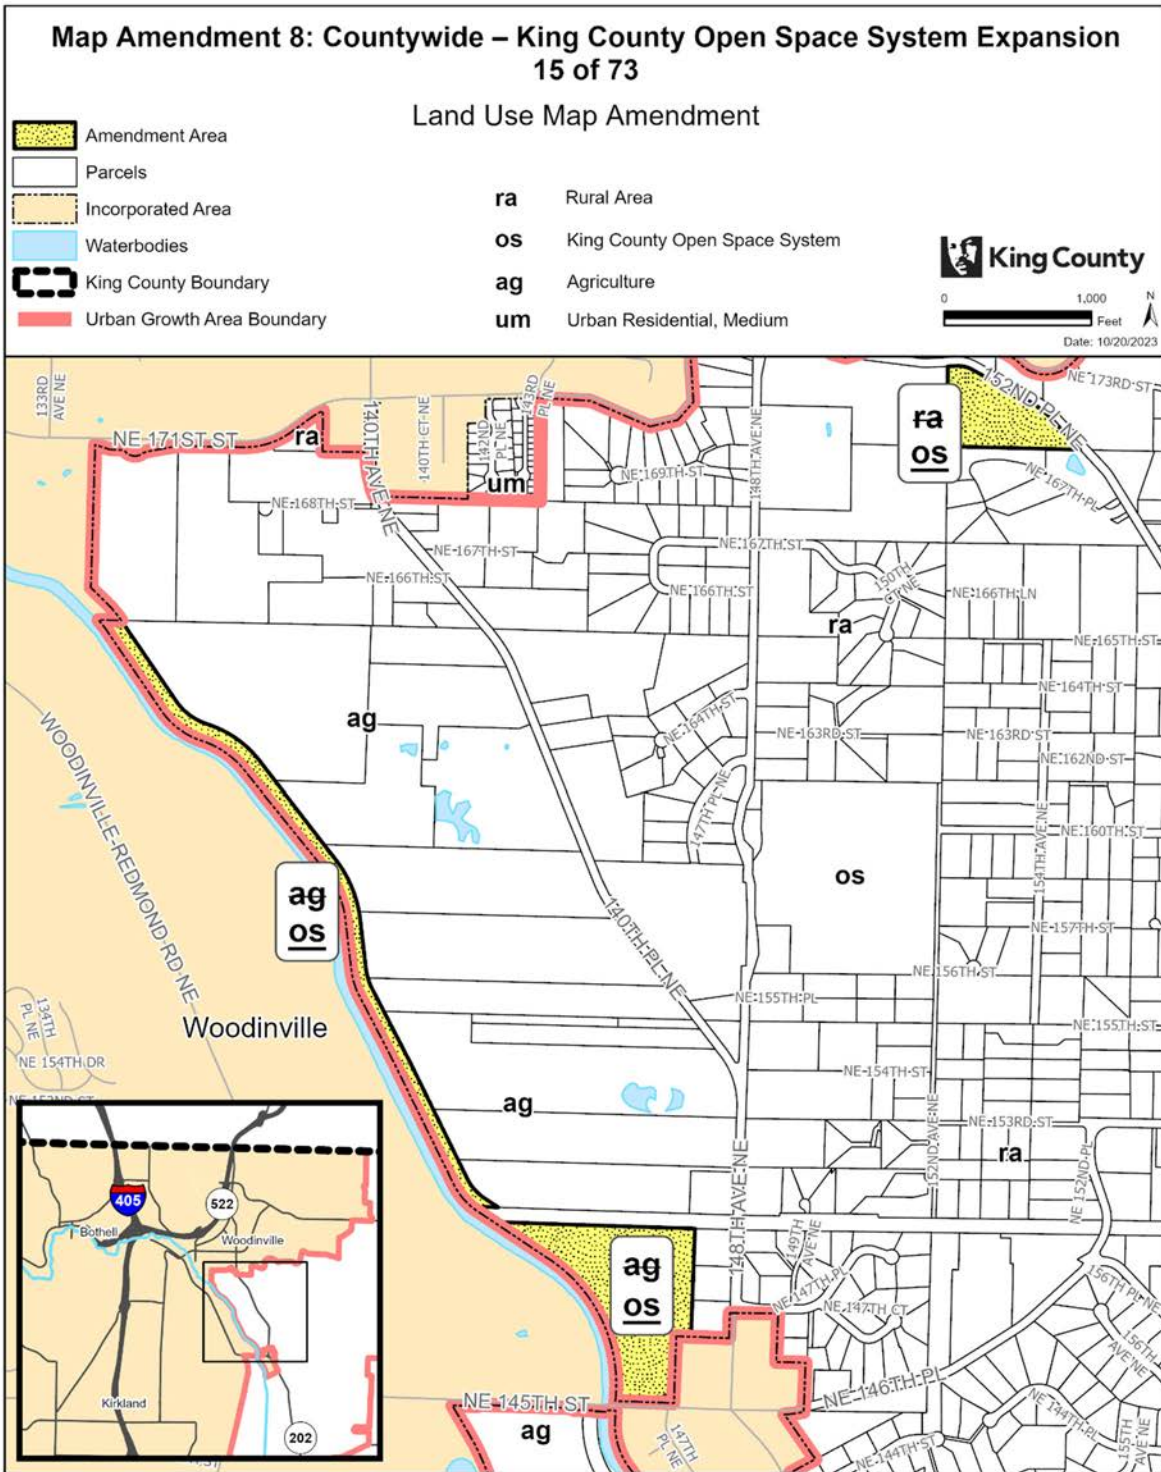 Map Amendment 8: Countywide – King County Open Space System Expansion
15 of 73
Land Use Map Amendment
Amendment Area
Parcels
Incorporated Area
Waterbodies
King County Boundary
Urban Growth Area Boundary
ra Rural Area
os King County Open Space System
ag Agriculture
um Urban Residential, Medium
King County
0 1,000
Feet
N
Date: 10/20/2023
133RD
AVE NE
NE 171ST ST
ra
140TH AVE NE
140TH CT NE
142ND
PL NE
143RD
PL NE
um
NE 169TH ST
148TH AVE NE
ra
os
152ND PL NE
NE 173RD ST
NE 167TH PL
NE 168TH ST
NE 167TH ST
NE 166TH ST
NE 167TH ST
NE 166TH ST
150TH
CT NE
NE 166TH LN
ra
NE 165TH ST
NE 164TH ST
NE 163RD ST
NE 163RD ST
NE 162ND ST
ag
NE 164TH ST
147TH PL NE
NE 160TH ST
154TH AVE NE
WOODINVILLE-REDMOND RD NE
ag
os
os
140TH PL NE
NE 157TH ST
NE 156TH ST
NE 155TH PL
NE 155TH ST
Woodinville
134TH
PL NE
NE 154TH DR
NE 154TH ST
NE 153RD ST
ag
ra
152ND AVE NE
NE 152ND PL
148TH AVE NE
149TH
AVE NE
ag
os
NE 147TH PL
NE 147TH CT
156TH PL NE
156TH
AVE NE
NE 145TH ST
ag
147TH
PL NE
NE 146TH PL
NE 144TH PL
NE 144TH ST
155TH
AVE NE
405
522
Bothell
Woodinville
Kirkland
202